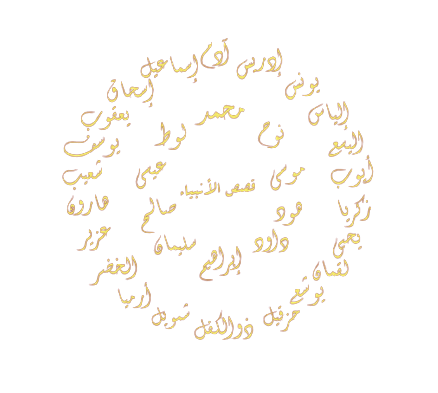 آدم
إدريس
يونس
إلياس
اليسع
أيوب
زكريا
يحيى
لقمان
يوشع
حزقيل
ذو الكفل
شمويل
أرميا
الخضر
عزير
هارون
شعيب
يوسف
يعقوب
إسحاق
إسماعيل
محمد
نوح
موسى
هود
داود
إبراهيم
سليمان
صالح
عيسى
لوط
قصص الأنبياء